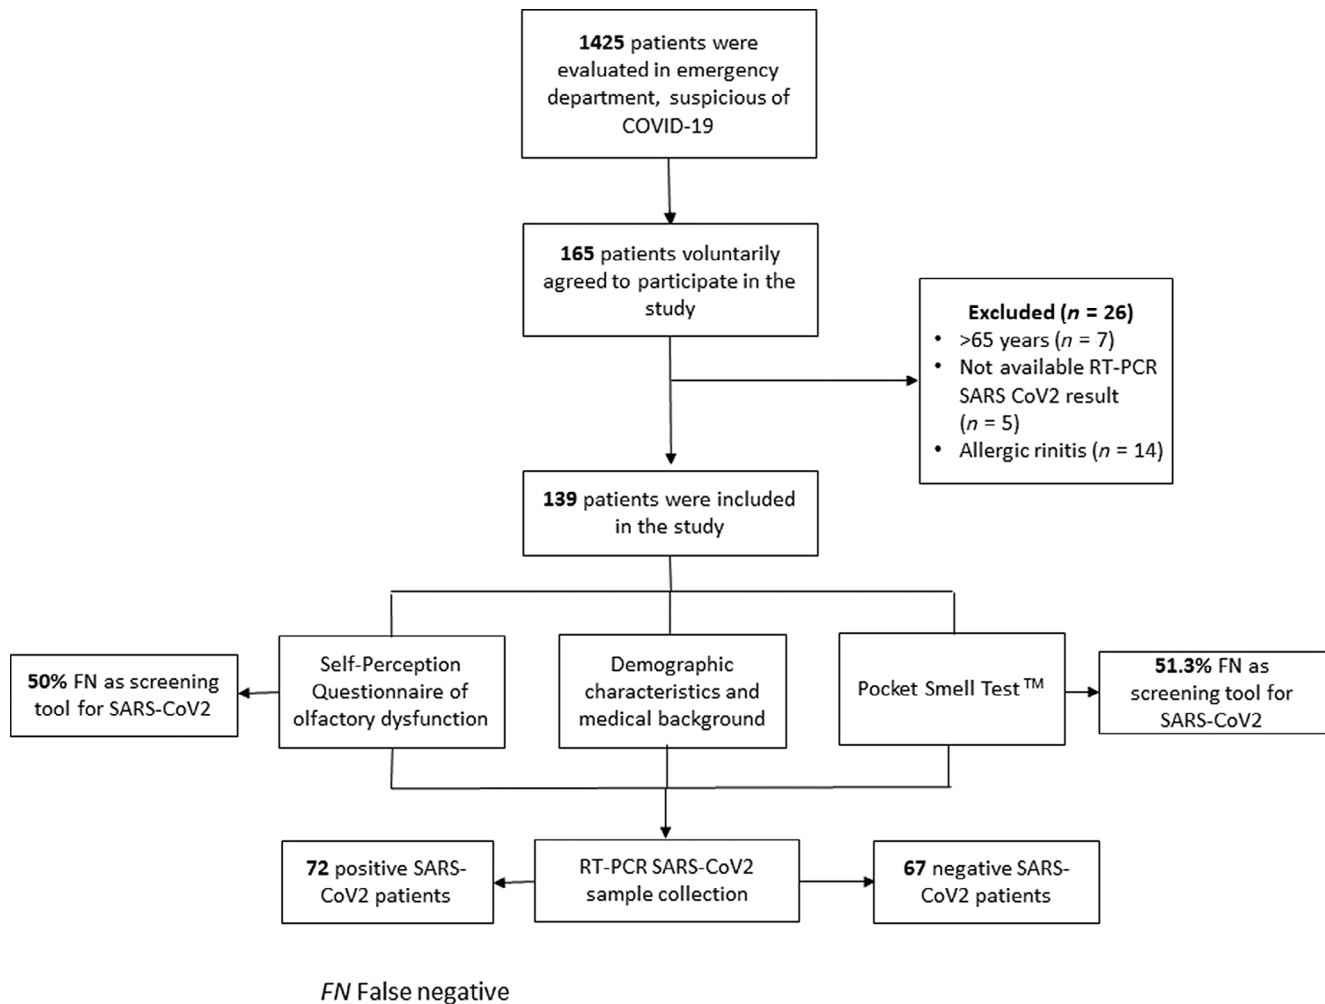 1425 patients were
evaluated in emergency
department, suspicious of
COVID-19
165 patients voluntarily
agreed to participate in the
study
Excluded (n = 26)
• >65 years (n = 7)
• Not available RT-PCR
SARS CoV2 result
(n = 5)
• Allergic rinitis (n = 14)
139 patients were included
in the study
50% FN as screening
tool for SARS-CoV2
Self-Perception
Questionnaire of
olfactory dysfunction
Demographic
characteristics and
medical background
Pocket Smell Test™
51.3% FN as
screening tool for
SARS-CoV2
72 positive SARS-
CoV2 patients
RT-PCR SARS-CoV2
sample collection
67 negative SARS-
CoV2 patients
FN False negative